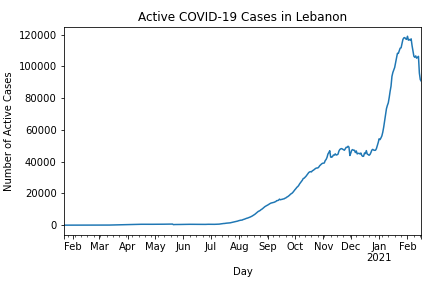 Active COVID-19 Cases in Lebanon
Number of Active Cases
120000
100000
80000
60000
40000
20000
0
Feb Mar Apr May Jun Jul Aug Sep Oct Nov Dec Jan Feb
2021
Day